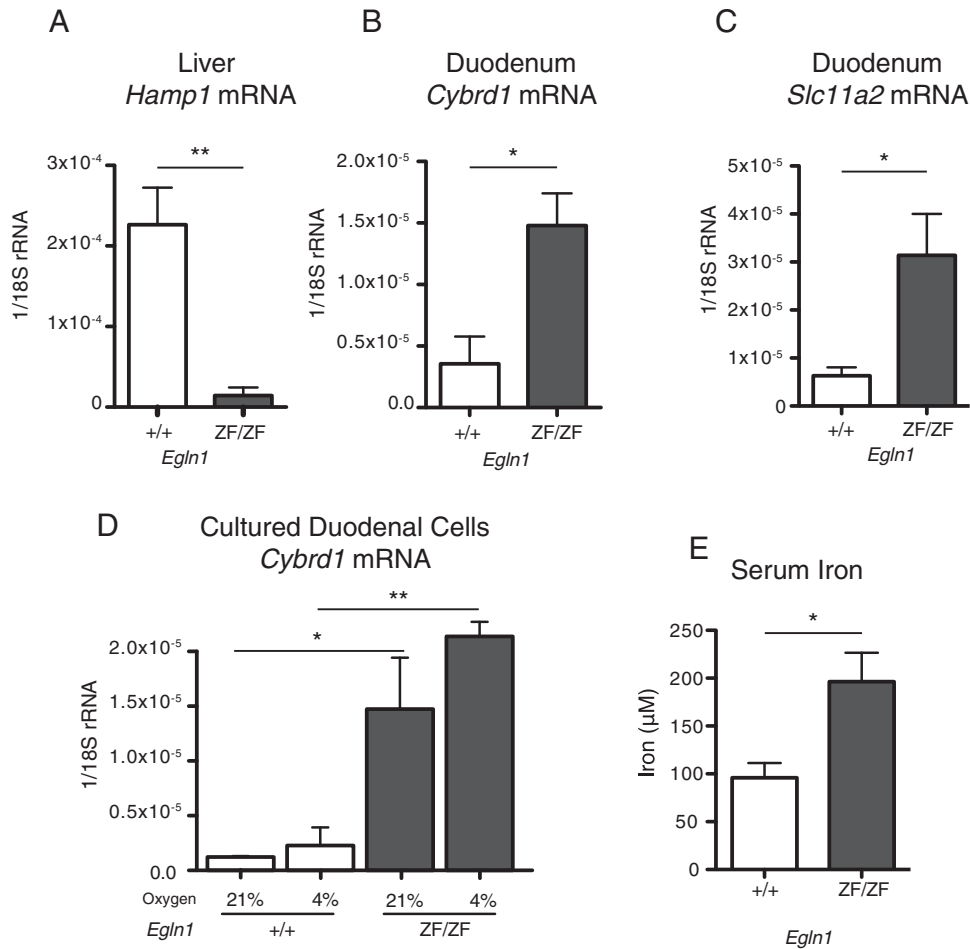 A
Liver
Hamp1 mRNA
**
3x10-4
2x10-4
1x10-4
0
1/18S rRNA
+/+ ZF/ZF
Egln1
B
Duodenum
Cybrd1 mRNA
*
2.0x10-5
1.5x10-5
1.0x10-5
0.5x10-5
0.0
1/18S rRNA
+/+ ZF/ZF
Egln1
C
Duodenum
Slc11a2 mRNA
*
5x10-5
4x10-5
3x10-5
2x10-5
1x10-5
0
1/18S rRNA
+/+ ZF/ZF
Egln1
D
Cultured Duodenal Cells
Cybrd1 mRNA
**
*
2.0x10-5
1.5x10-5
1.0x10-5
0.5x10-5
0.0
1/18S rRNA
Oxygen 21% 4% 21% 4%
Egln1 +/+ ZF/ZF
E
Serum Iron
*
250
200
150
100
50
0
Iron (µM)
+/+ ZF/ZF
Egln1